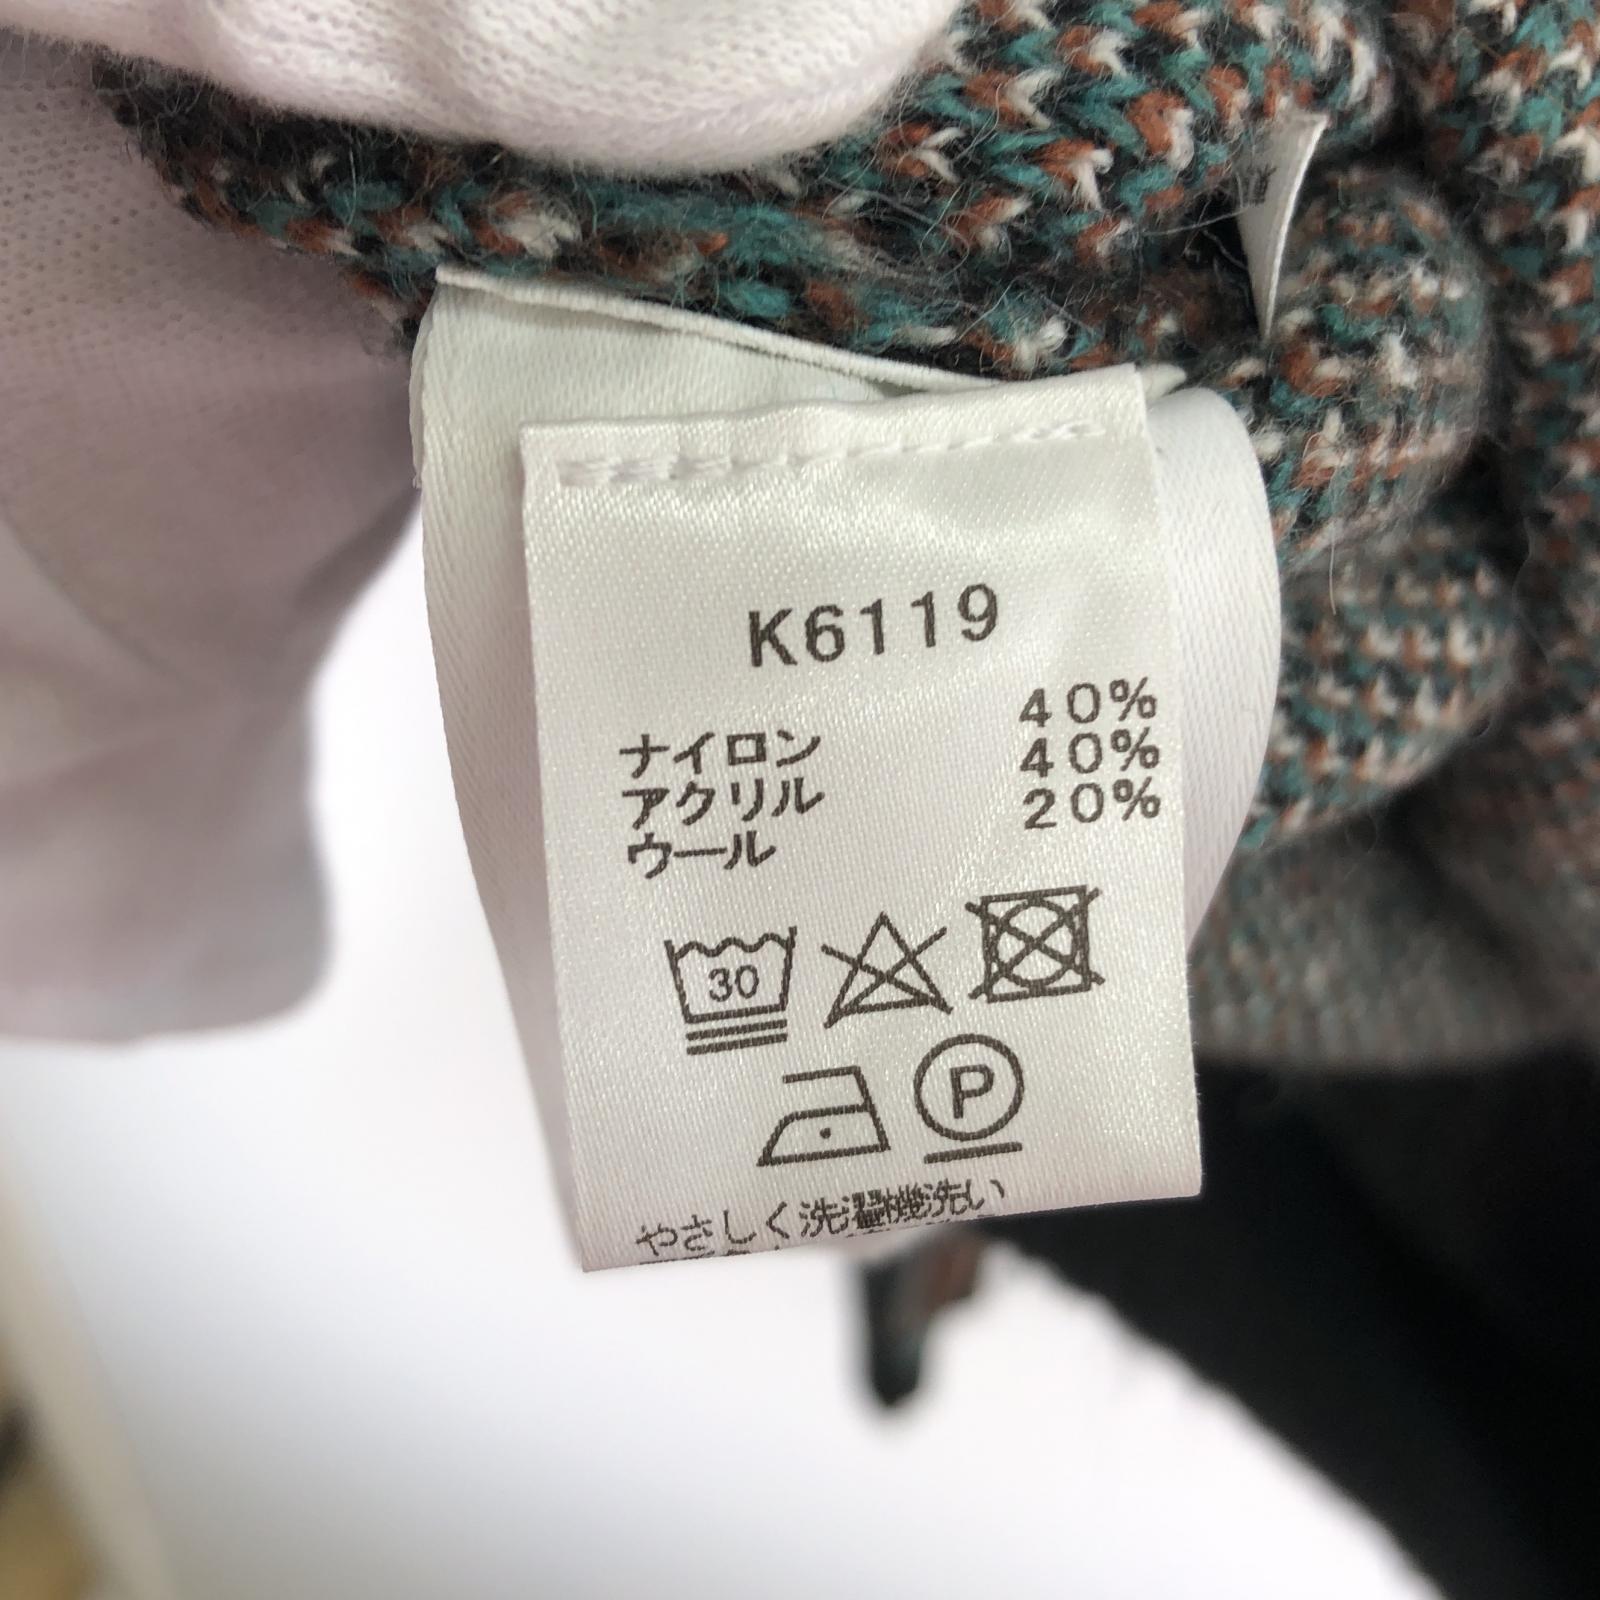 K6119
ナイロン 40%
アクリル 40%
ウール 20%
30
P
やさしく洗濯機洗い